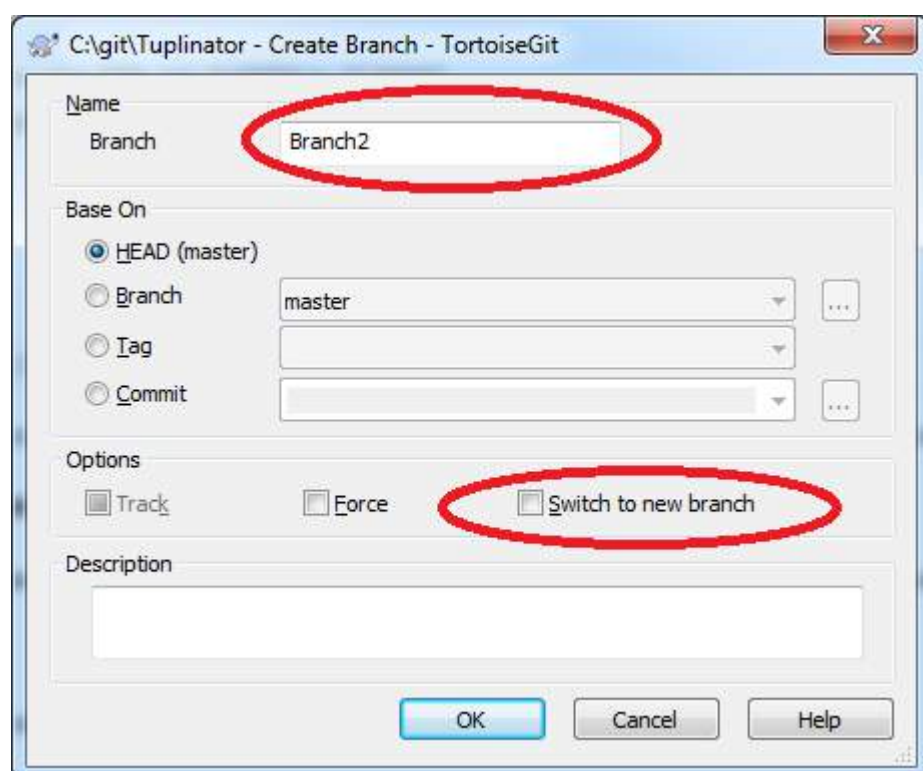 C:\git\Tuplinator - Create Branch - TortoiseGit
Name
Branch Branch2
Base On
HEAD (master)
Branch master ...
Tag
Commit ...
Options
Track Force Switch to new branch
Description
OK Cancel Help